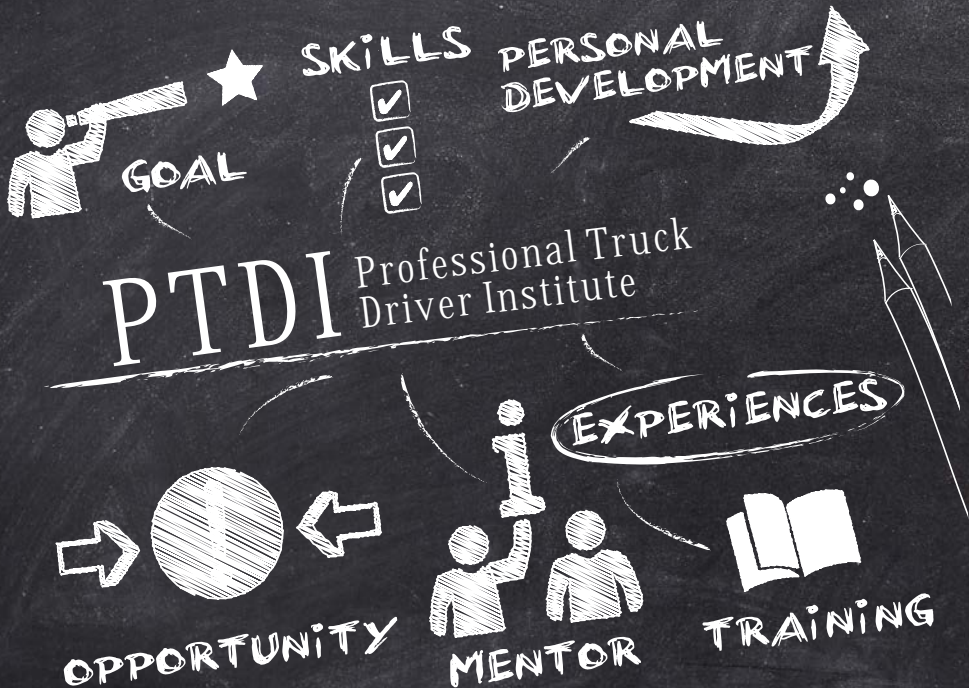 SKiLLS
PERSONAL
DEVELOPMENT
GOAL
PTDI
Professional Truck
Driver Institute
EXPERiENCES
OPPORTUNiTY
MENTOR
TRAiNiNG